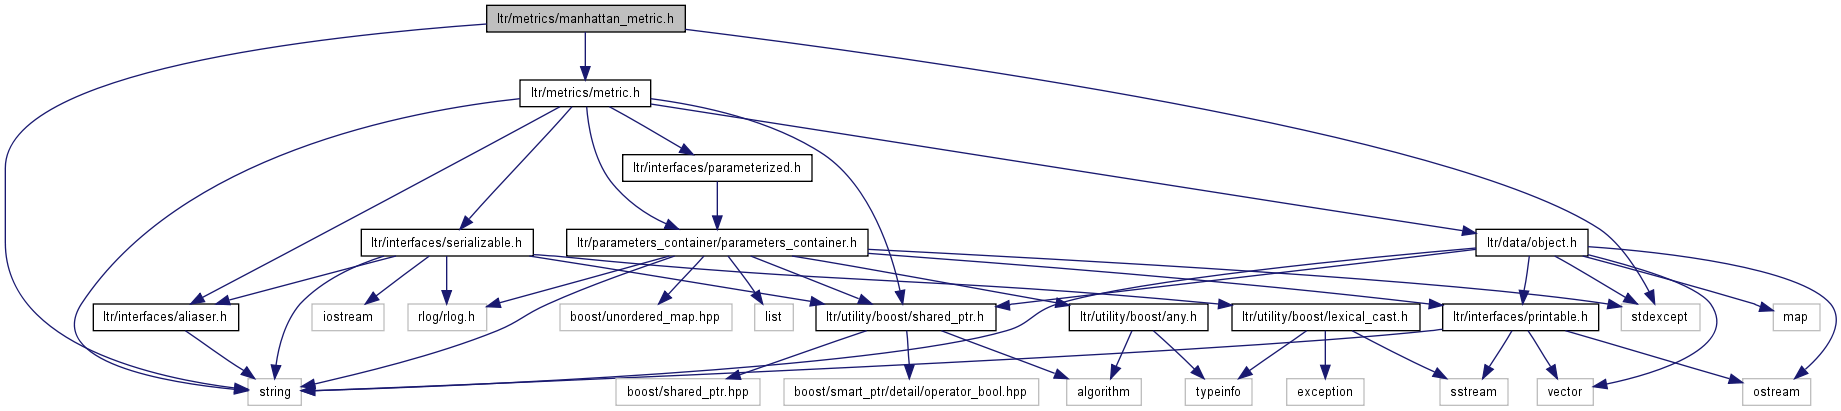 ltr/metrics/manhattan_metric.h
ltr/metrics/metric.h
ltr/interfaces/parameterized.h
ltr/interfaces/serializable.h
ltr/parameters_container/parameters_container.h
ltr/data/object.h
ltr/interfaces/aliaser.h
iostream
rlog/rlog.h
boost/unordered_map.hpp
list
ltr/utility/boost/shared_ptr.h
ltr/utility/boost/any.h
ltr/utility/boost/lexical_cast.h
ltr/interfaces/printable.h
stdexcept
map
string
boost/shared_ptr.hpp
boost/smart_ptr/detail/operator_bool.hpp
algorithm
typeinfo
exception
sstream
vector
ostream